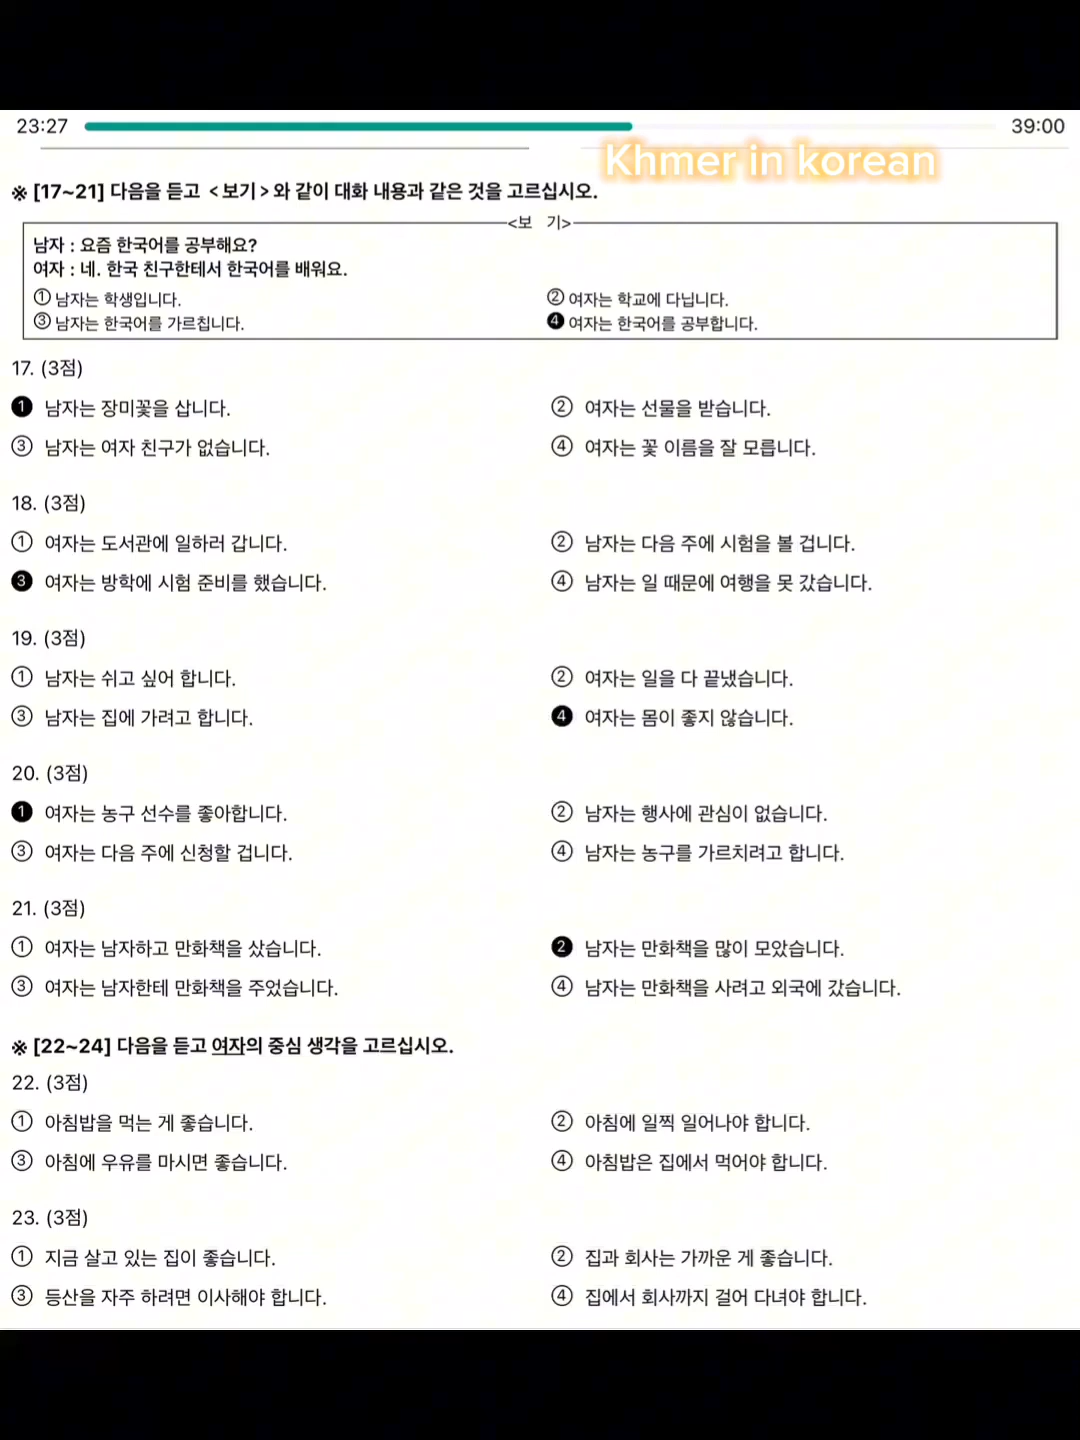 23:27
39:00
Khmer in korean
※ [17~21] 다음을 듣고 <보기>와 같이 대화 내용과 같은 것을 고르십시오.
<보 기>
남자 : 요즘 한국어를 공부해요?
여자 : 네. 한국 친구한테서 한국어를 배워요.
① 남자는 학생입니다.
② 여자는 학교에 다닙니다.
③ 남자는 한국어를 가르칩니다.
❹ 여자는 한국어를 공부합니다.
17. (3점)
❶ 남자는 장미꽃을 삽니다.
② 여자는 선물을 받습니다.
③ 남자는 여자 친구가 없습니다.
④ 여자는 꽃 이름을 잘 모릅니다.
18. (3점)
① 여자는 도서관에 일하러 갑니다.
② 남자는 다음 주에 시험을 볼 겁니다.
❸ 여자는 방학에 시험 준비를 했습니다.
④ 남자는 일 때문에 여행을 못 갔습니다.
19. (3점)
① 남자는 쉬고 싶어 합니다.
② 여자는 일을 다 끝냈습니다.
③ 남자는 집에 가려고 합니다.
❹ 여자는 몸이 좋지 않습니다.
20. (3점)
❶ 여자는 농구 선수를 좋아합니다.
② 남자는 행사에 관심이 없습니다.
③ 여자는 다음 주에 신청할 겁니다.
④ 남자는 농구를 가르치려고 합니다.
21. (3점)
① 여자는 남자하고 만화책을 샀습니다.
❷ 남자는 만화책을 많이 모았습니다.
③ 여자는 남자한테 만화책을 주었습니다.
④ 남자는 만화책을 사려고 외국에 갔습니다.
※ [22~24] 다음을 듣고 여자의 중심 생각을 고르십시오.
22. (3점)
① 아침밥을 먹는 게 좋습니다.
② 아침에 일찍 일어나야 합니다.
③ 아침에 우유를 마시면 좋습니다.
④ 아침밥은 집에서 먹어야 합니다.
23. (3점)
① 지금 살고 있는 집이 좋습니다.
② 집과 회사는 가까운 게 좋습니다.
③ 등산을 자주 하려면 이사해야 합니다.
④ 집에서 회사까지 걸어 다녀야 합니다.